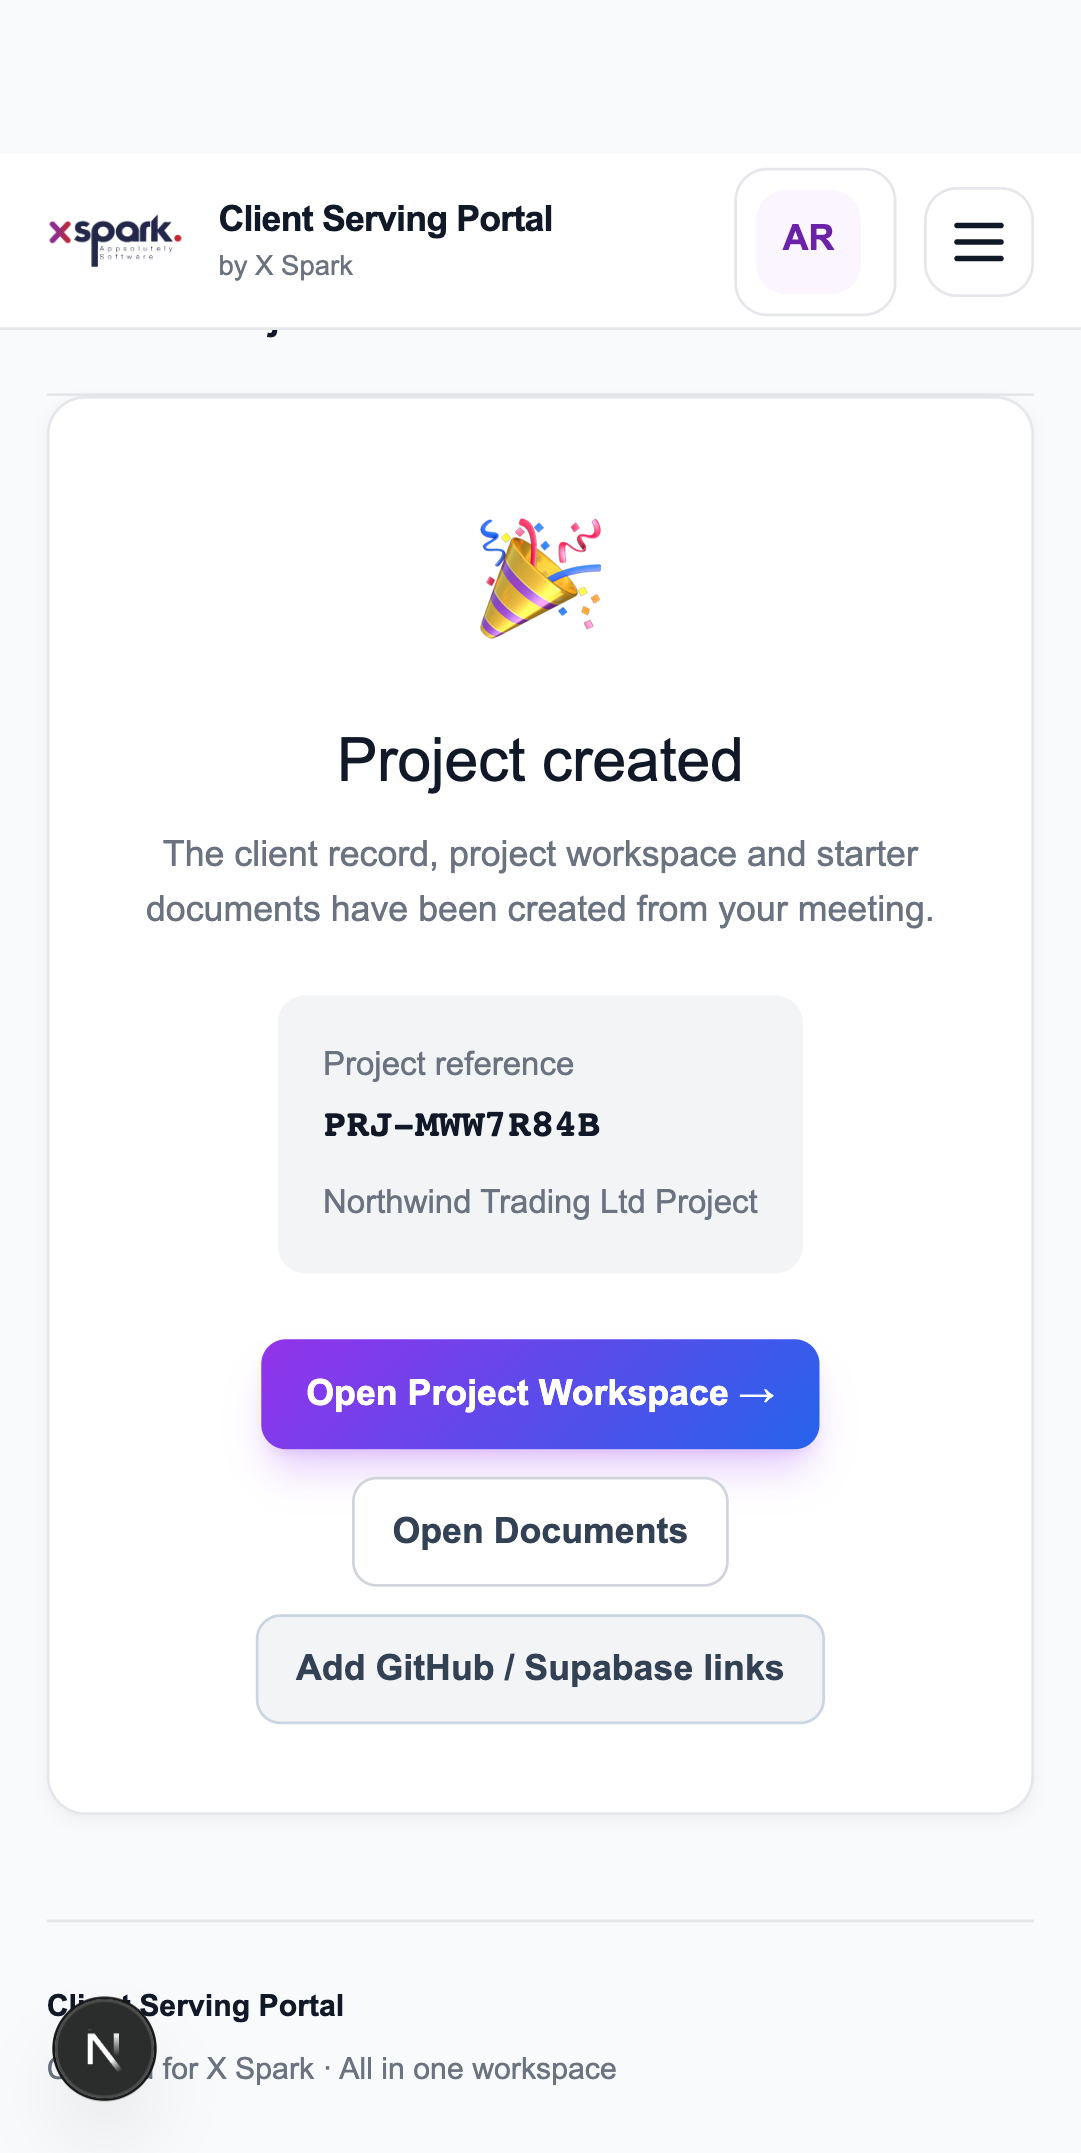 xspark.
Appsolutely
Software
Client Serving Portal
by X Spark
AR
Project created
The client record, project workspace and starter
documents have been created from your meeting.
Project reference
PRJ-MWW7R84B
Northwind Trading Ltd Project
Open Project Workspace →
Open Documents
Add GitHub / Supabase links
Serving Portal
N
for X Spark · All in one workspace